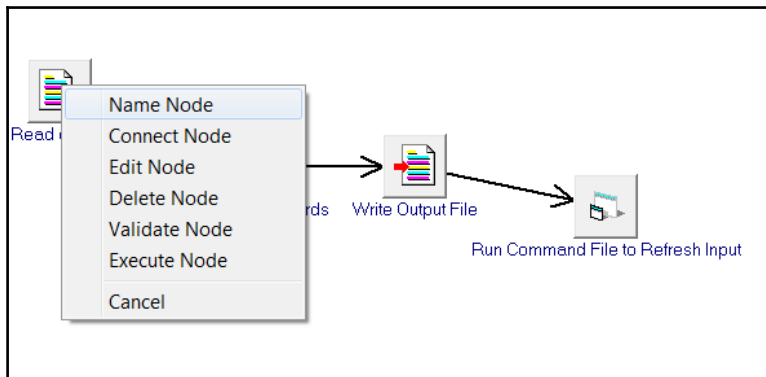 Name Node
Read
Connect Node
Edit Node
Delete Node
Validate Node
Execute Node
Cancel
rds
Write Output File
Run Command File to Refresh Input